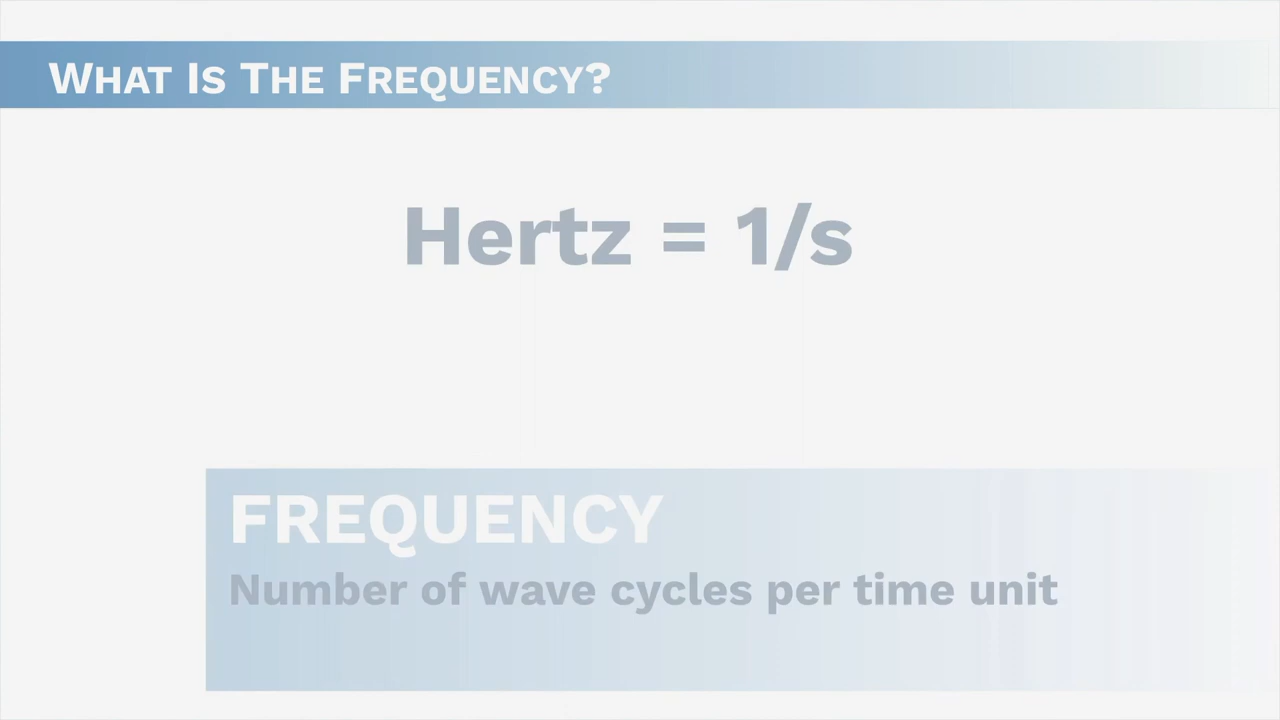 What Is The Frequency?
Hertz = 1/s
FREQUENCY
Number of wave cycles per time unit